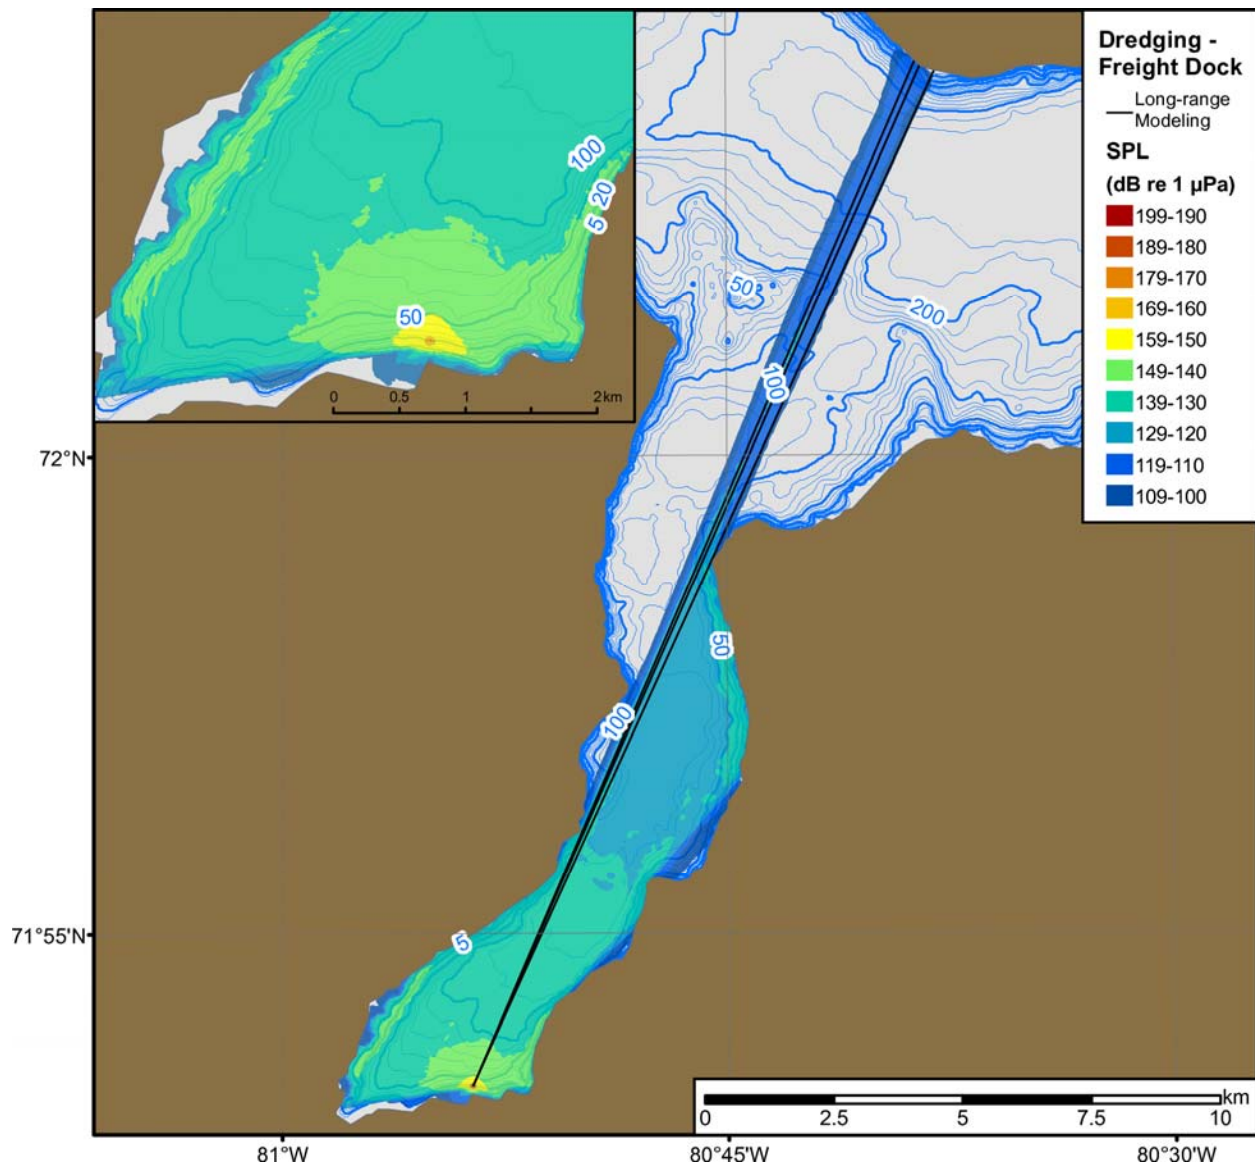 Dredging -
Freight Dock
Long-range
Modeling
SPL
(dB re 1 µPa)
199-190
189-180
179-170
169-160
159-150
149-140
139-130
129-120
119-110
109-100
100
20
5
50
0 0.5 1 2 km
50
200
100
72°N
50
100
71°55'N
5
km
0 2.5 5 7.5 10
81°W 80°45'W 80°30'W